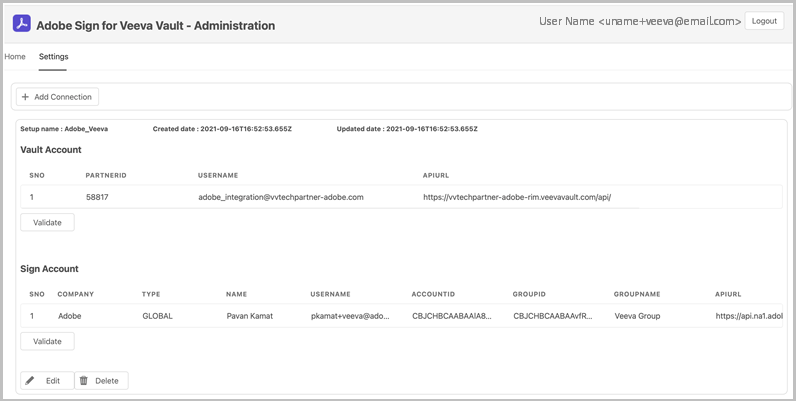 Adobe Sign for Veeva Vault - Administration
User Name <uname+veeva@email.com>
Logout
Home Settings
+ Add Connection
Setup name : Adobe_Veeva Created date : 2021-09-16T16:52:53.655Z Updated date : 2021-09-16T16:52:53.655Z
Vault Account
SNO PARTNERID USERNAME APIURL
1 58817 adobe_integration@vvtechpartner-adobe.com https://vvtechpartner-adobe-rim.veevavault.com/api/
Validate
Sign Account
SNO COMPANY TYPE NAME USERNAME ACCOUNTID GROUPID GROUPNAME APIURL
1 Adobe GLOBAL Pavan Kamat pkamat+veeva@ado... CBJCHBCAABAAIA8... CBJCHBCAABAAvfR... Veeva Group https://api.na1.adol
Validate
Edit Delete